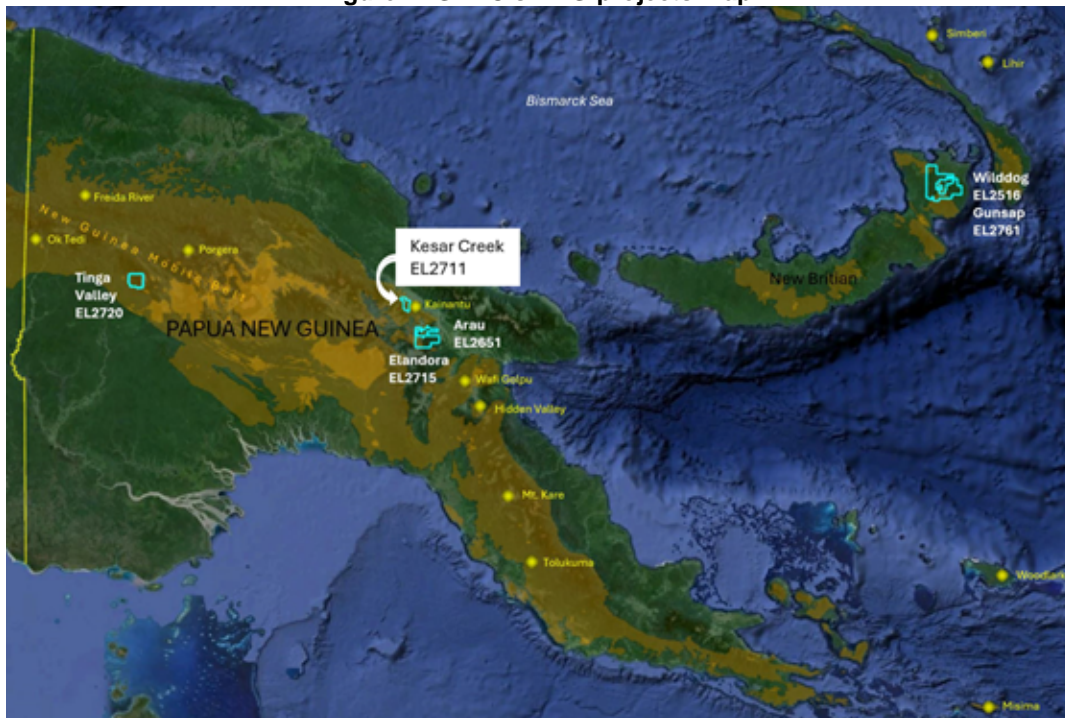 Simberi
Lihir
Bismarck Sea
Wilddog
EL2516
Gunsap
EL2761
Freida River
New Guinea Mobile Belt
Ok Tedi
Porgera
Kesar Creek
EL2711
New Britian
Tinga
Valley
EL2720
Kainantu
PAPUA NEW GUINEA
Arau
EL2651
Elandora
EL2715
Wafi Golpu
Hidden Valley
Mt. Kare
Tolukuma
Woodlark
Misima